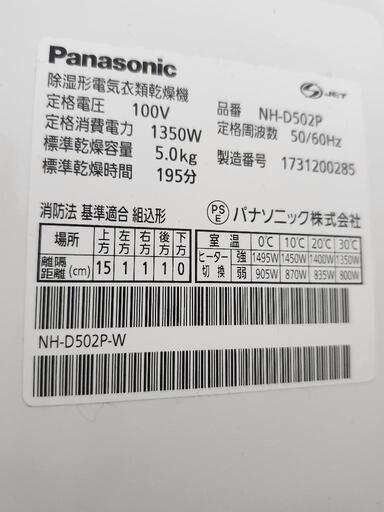 Panasonic
JET
除湿形電気衣類乾燥機
定格電圧 100V
品番 NH-D502P
定格消費電力 1350W
定格周波数 50/60Hz
標準乾燥容量 5.0kg
製造番号 1731200285
標準乾燥時間 195分
消防法 基準適合 組込形
PSE パナソニック株式会社
場所 上方 左方 右方 後方 下方
離隔距離(cm) 15 1 1 1 0
室温 0℃ 10℃ 20℃ 30℃
ヒーター切換 強 1495W 1450W 1400W 1350W
弱 905W 870W 835W 800W
NH-D502P-W